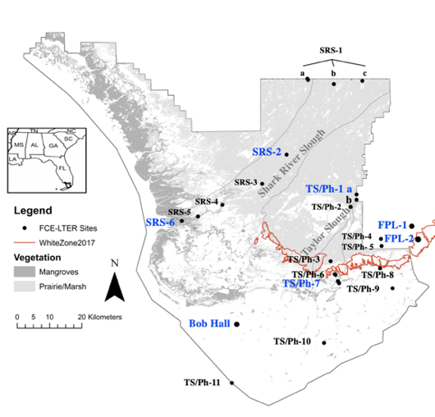 SRS-1
a b c
SRS-2
Shark River Slough
SRS-3
TS/Ph-1 a
b
SRS-4
TS/Ph-2
SRS-5
SRS-6
Taylor Slough
FPL-1
TS/Ph-4
FPL-2
TS/Ph-5
TS/Ph-3
TS/Ph-6
TS/Ph-8
TS/Ph-7
TS/Ph-9
Bob Hall
TS/Ph-10
TS/Ph-11
TN
NC
SC
MS
AL
GA
LA
FL
Legend
FCE-LTER Sites
WhiteZone2017
Vegetation
Mangroves
Prairie/Marsh
N
0 5 10 20 Kilometers